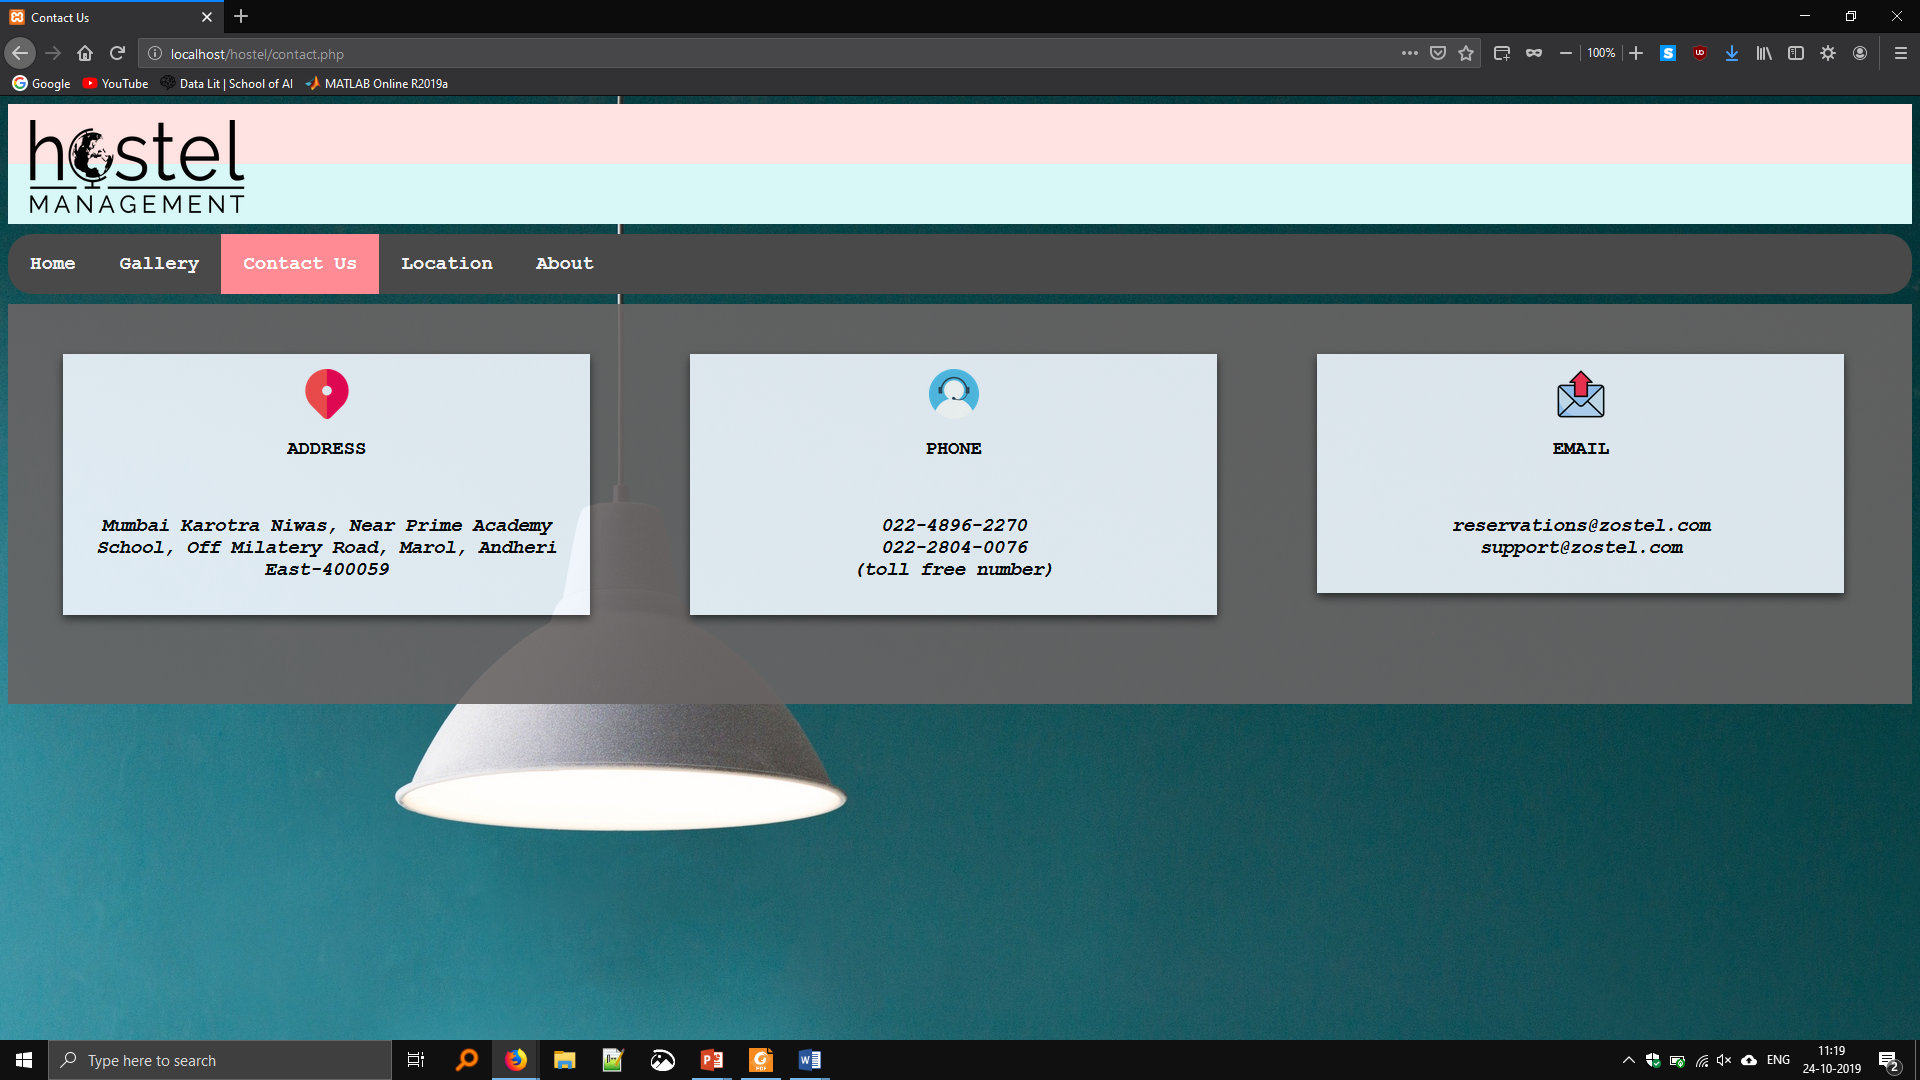 Contact Us
localhost/hostel/contact.php
100%
Google
YouTube
Data Lit | School of AI
MATLAB Online R2019a
hostel
MANAGEMENT
Home
Gallery
Contact Us
Location
About
ADDRESS
Mumbai Karotra Niwas, Near Prime Academy
School, Off Milatery Road, Marol, Andheri
East-400059
PHONE
022-4896-2270
022-2804-0076
(toll free number)
EMAIL
reservations@zostel.com
support@zostel.com
Type here to search
ENG
11:19
24-10-2019
2